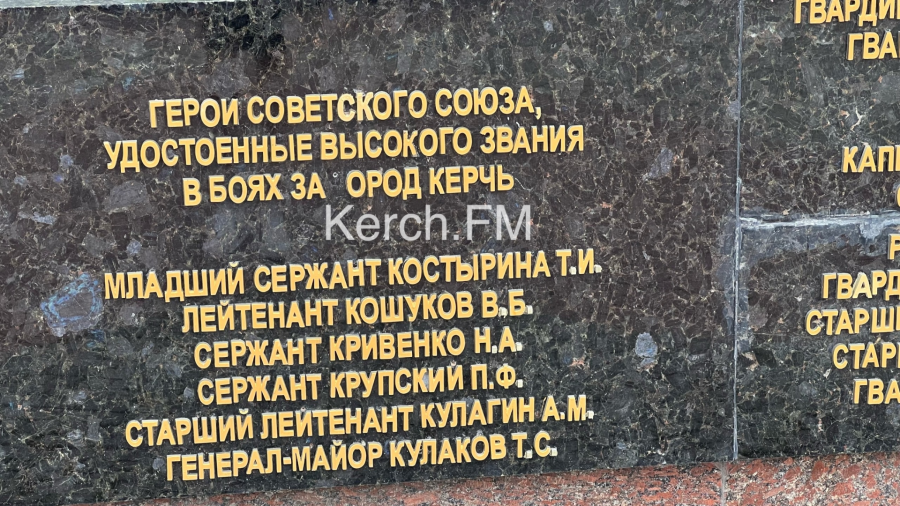 ГЕРОИ СОВЕТСКОГО СОЮЗА,
УДОСТОЕННЫЕ ВЫСОКОГО ЗВАНИЯ
В БОЯХ ЗА ОРОД КЕРЧЬ
Kerch.FM
МЛАДШИЙ СЕРЖАНТ КОСТЫРИНА Т.И.
ЛЕЙТЕНАНТ КОШУКОВ В.Б.
СЕРЖАНТ КРИВЕНКО Н.А.
СЕРЖАНТ КРУПСКИЙ П.Ф.
СТАРШИЙ ЛЕЙТЕНАНТ КУЛАГИН А.М.
ГЕНЕРАЛ-МАЙОР КУЛАКОВ Т.С.